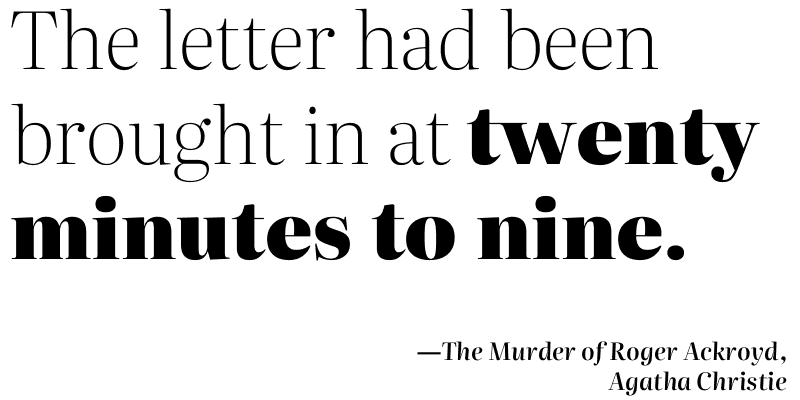 The letter had been
brought in at twenty
minutes to nine.
—The Murder of Roger Ackroyd,
Agatha Christie